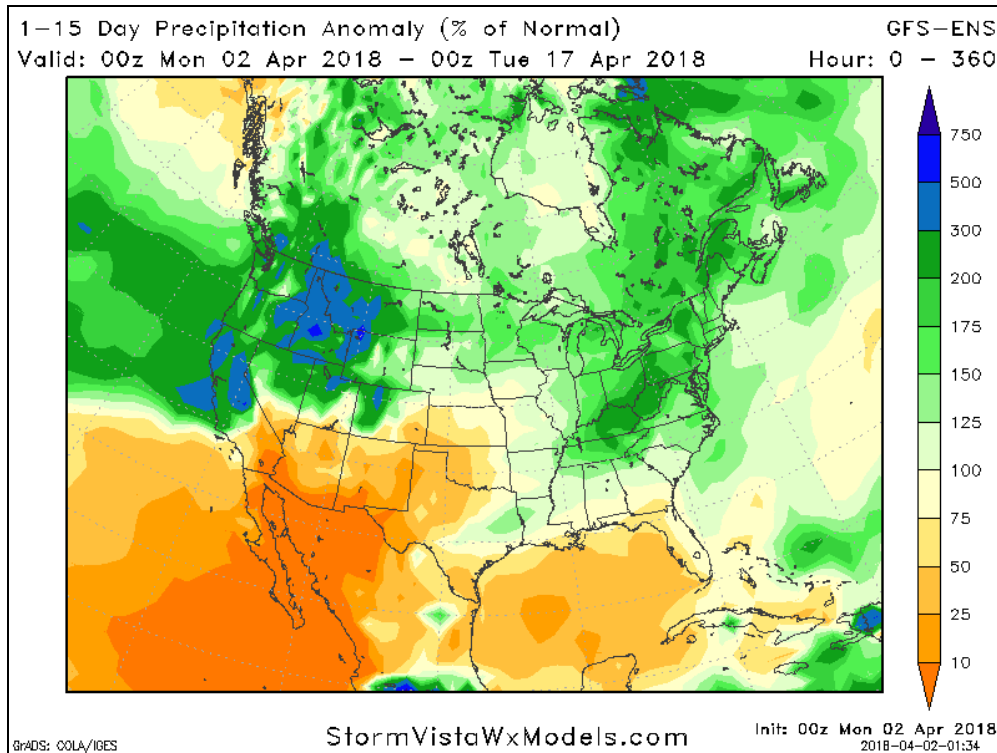 1-15 Day Precipitation Anomaly (% of Normal) GFS-ENS
Valid: 00z Mon 02 Apr 2018 - 00z Tue 17 Apr 2018 Hour: 0 - 360
750
500
300
200
175
150
125
100
75
50
25
10
GrADS: COLA/IGES
StormVistaWxModels.com
Init: 00z Mon 02 Apr 2018
2018-04-02-01:34